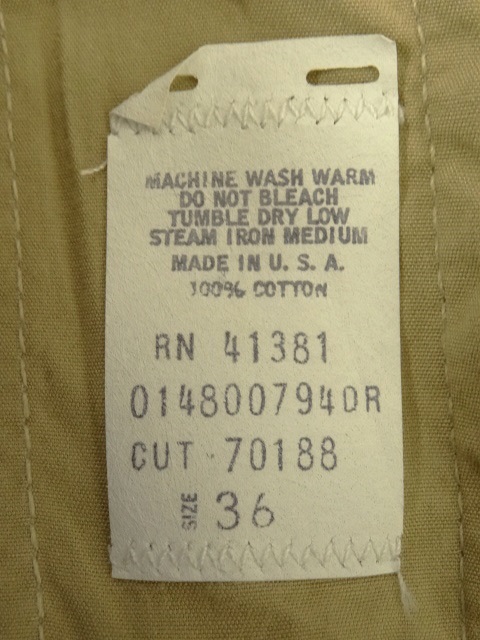 MACHINE WASH WARM
DO NOT BLEACH
TUMBLE DRY LOW
STEAM IRON MEDIUM
MADE IN U. S. A.
100% COTTON
RN 41381
014800794DR
CUT 70188
SIZE 36